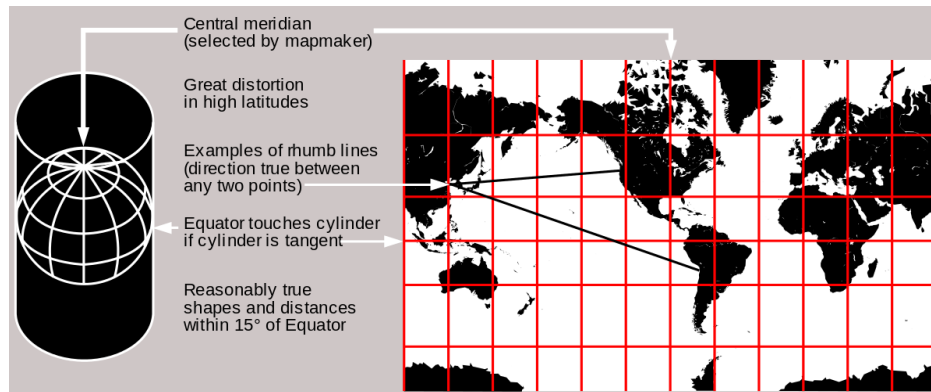 Central meridian
(selected by mapmaker)
Great distortion
in high latitudes
Examples of rhumb lines
(direction true between
any two points)
Equator touches cylinder
if cylinder is tangent
Reasonably true
shapes and distances
within 15° of Equator